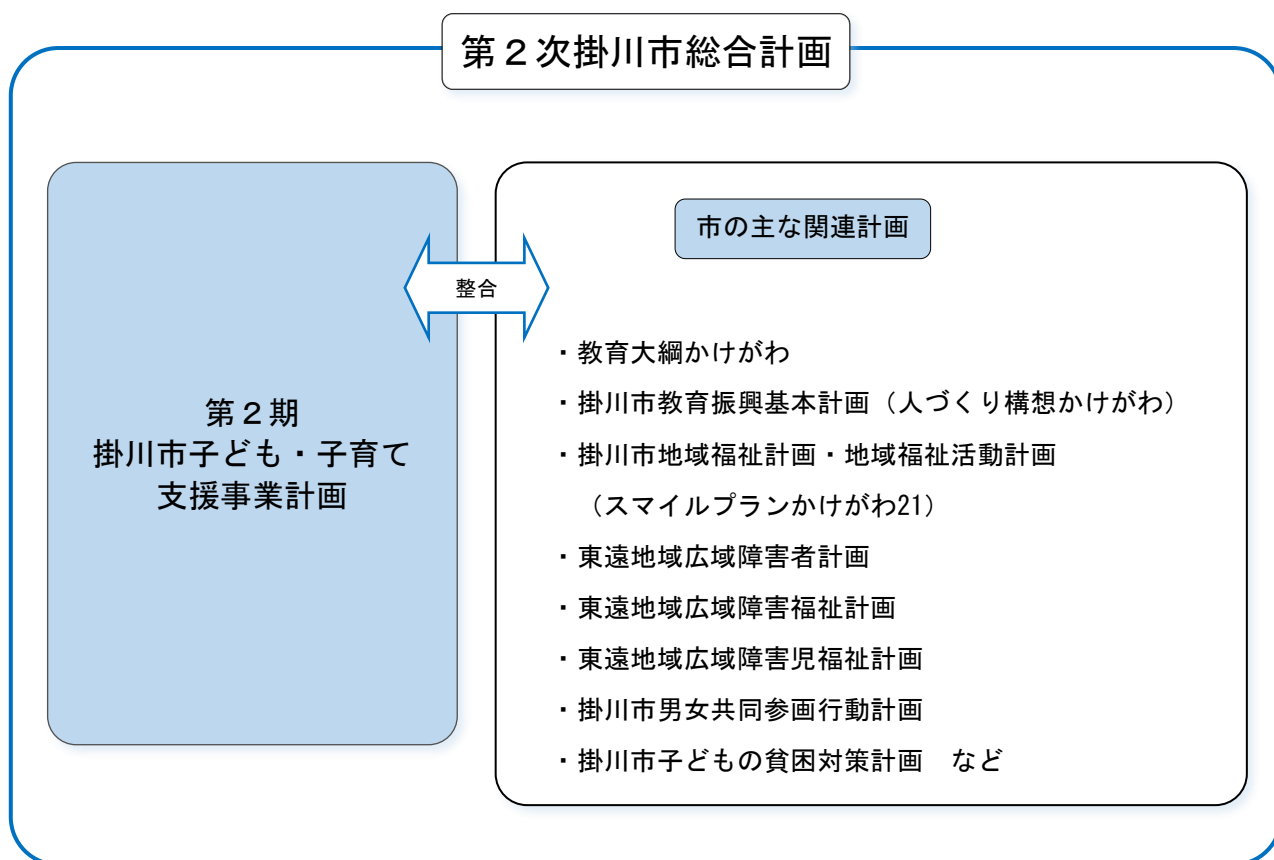 第２次掛川市総合計画
第２期
掛川市子ども・子育て
支援事業計画
整合
市の主な関連計画
・教育大綱かけがわ
・掛川市教育振興基本計画（人づくり構想かけがわ）
・掛川市地域福祉計画・地域福祉活動計画
（スマイルプランかけがわ21）
・東遠地域広域障害者計画
・東遠地域広域障害福祉計画
・東遠地域広域障害児福祉計画
・掛川市男女共同参画行動計画
・掛川市子どもの貧困対策計画　など